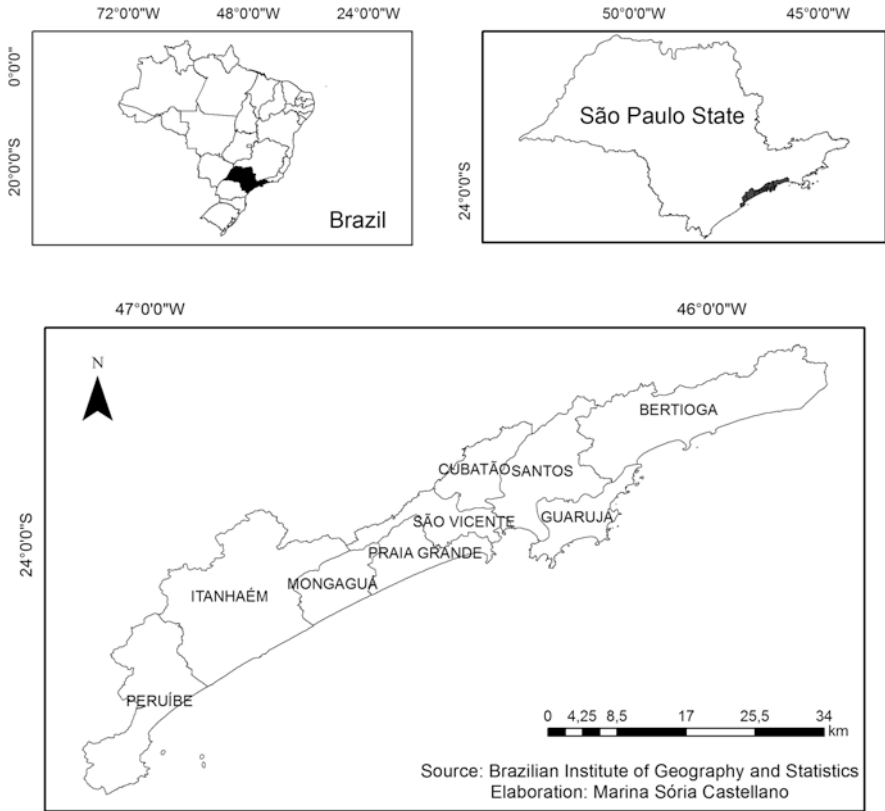 72°0'0"W 48°0'0"W 24°0'0"W
0°0'0"
20°0'0"S
Brazil
50°0'0"W 45°0'0"W
24°0'0"S
São Paulo State
47°0'0"W 46°0'0"W
24°0'0"S
N
BERTIOGA
CUBATÃO SANTOS
GUARUJÁ
SÃO VICENTE
PRAIA GRANDE
MONGAGUÁ
ITANHAÉM
PERUÍBE
0 4,25 8,5 17 25,5 34
km
Source: Brazilian Institute of Geography and Statistics
Elaboration: Marina Sória Castellano